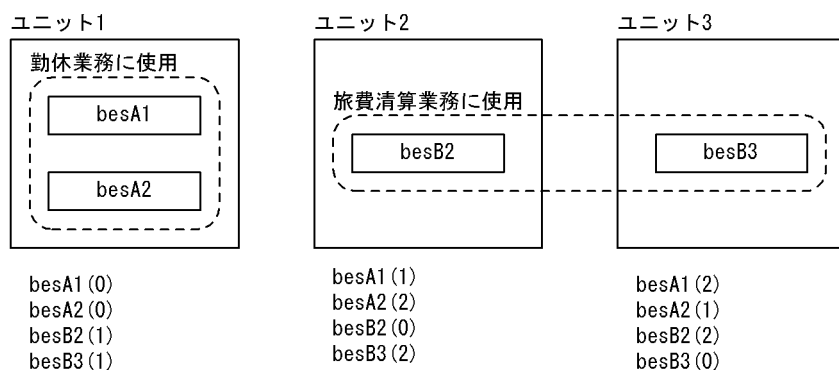 ユニット1
勤休業務に使用
besA1
besA2
besA1(0)
besA2(0)
besB2(1)
besB3(1)
ユニット2
旅費清算業務に使用
besB2
besA1(1)
besA2(2)
besB2(0)
besB3(2)
ユニット3
besB3
besA1(2)
besA2(1)
besB2(2)
besB3(0)